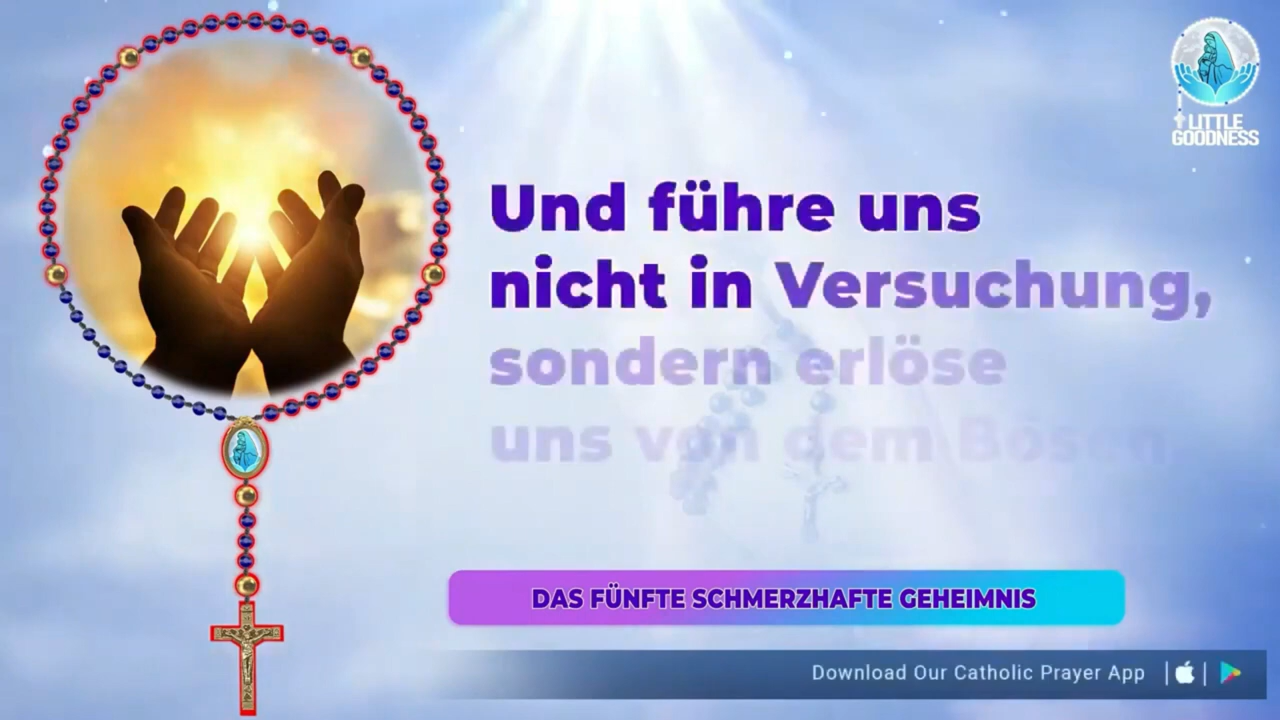 LITTLE
GOODNESS
Und führe uns
nicht in Versuchung,
sondern erlöse
uns von dem Bösen
DAS FÜNFTE SCHMERZHAFTE GEHEIMNIS
Download Our Catholic Prayer App